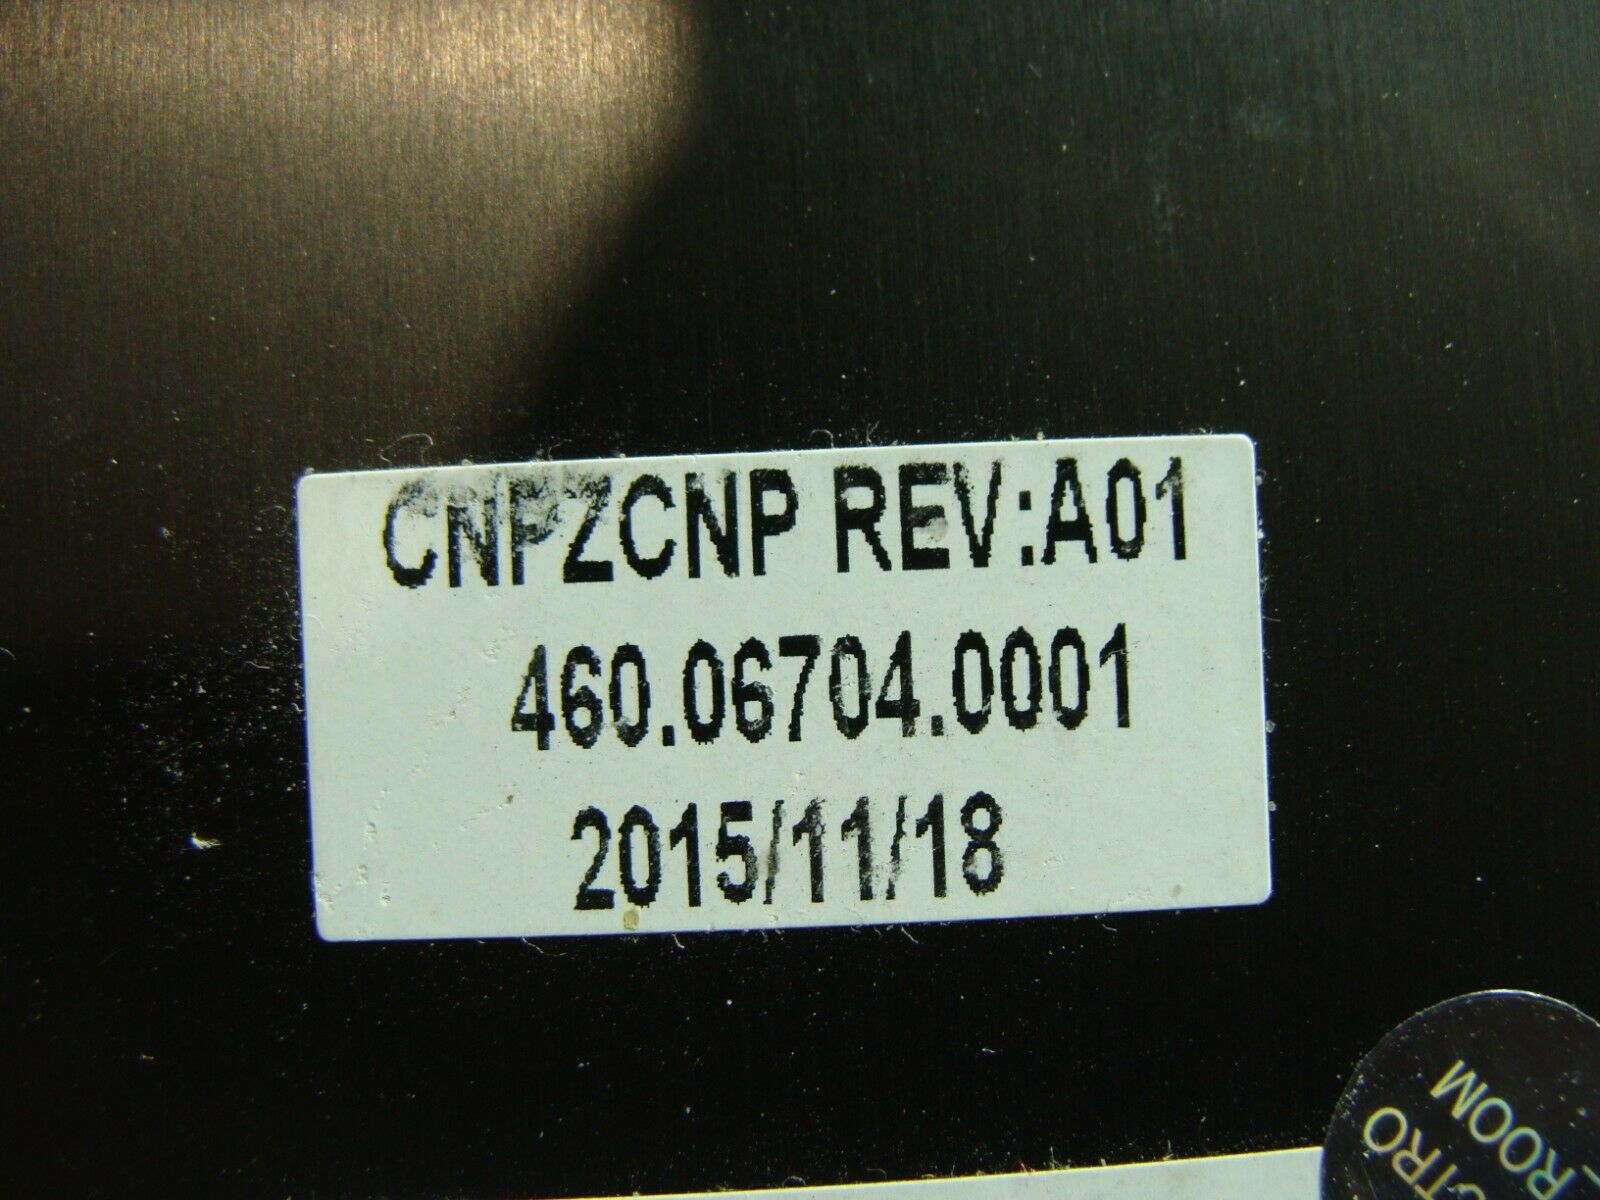 CNPZCNP REV:A01
460.06704.0001
2015/11/18
ROOM